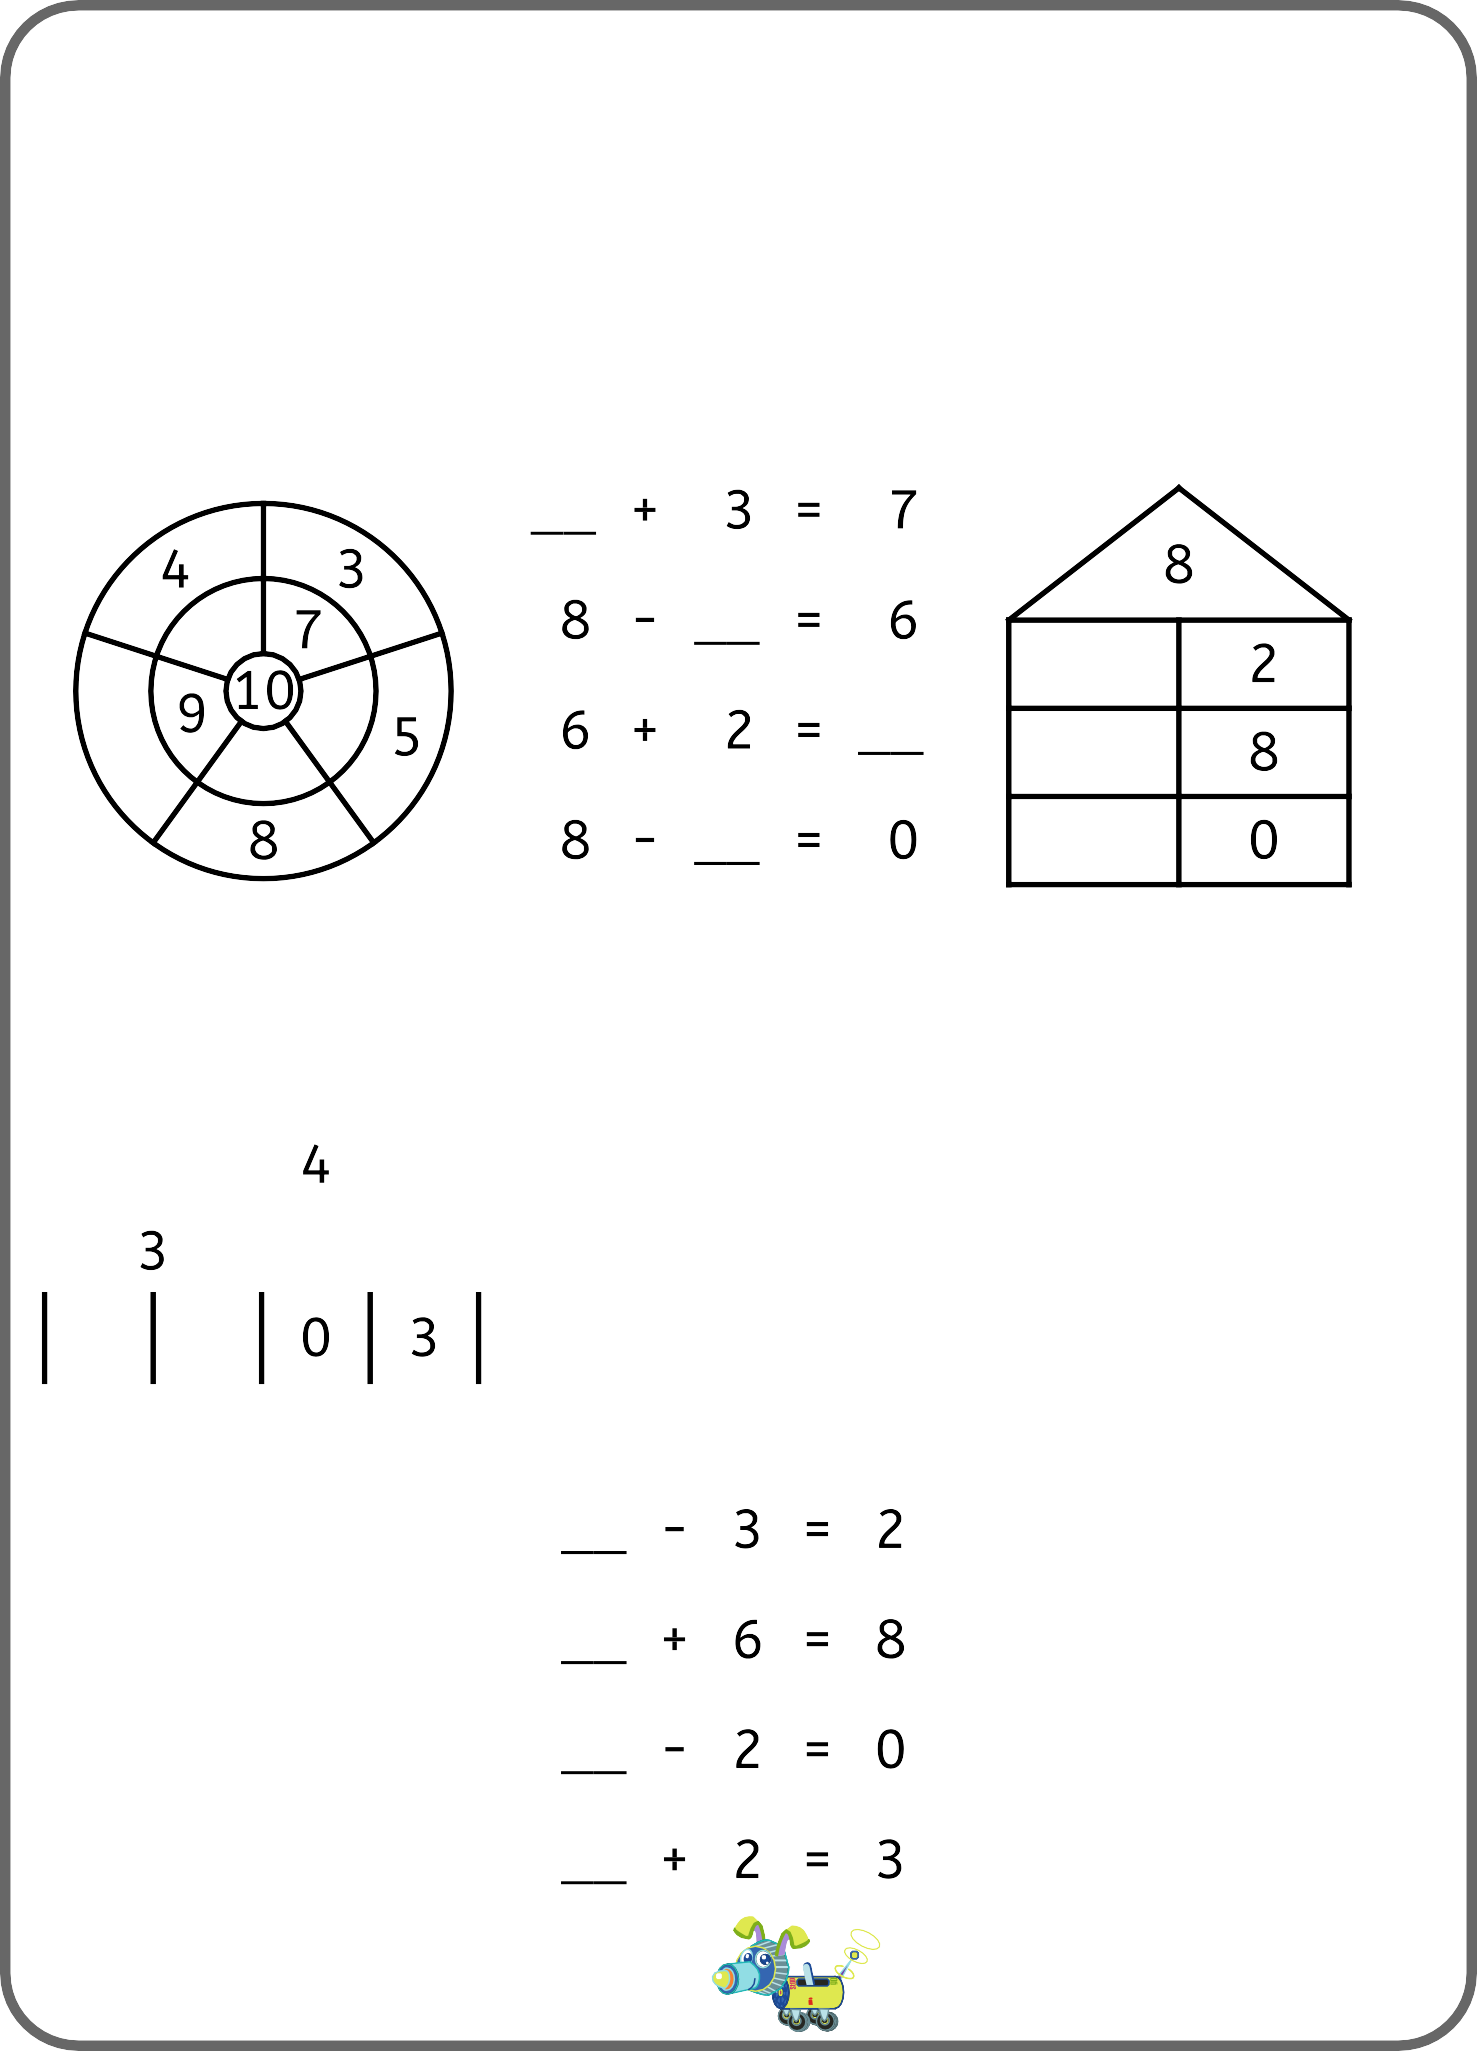 4 3
7
9 10
5
8
__ + 3 = 7
8 - __ = 6
6 + 2 = __
8 - __ = 0
8
2
8
0
4
3
0 3
__ - 3 = 2
__ + 6 = 8
__ - 2 = 0
__ + 2 = 3